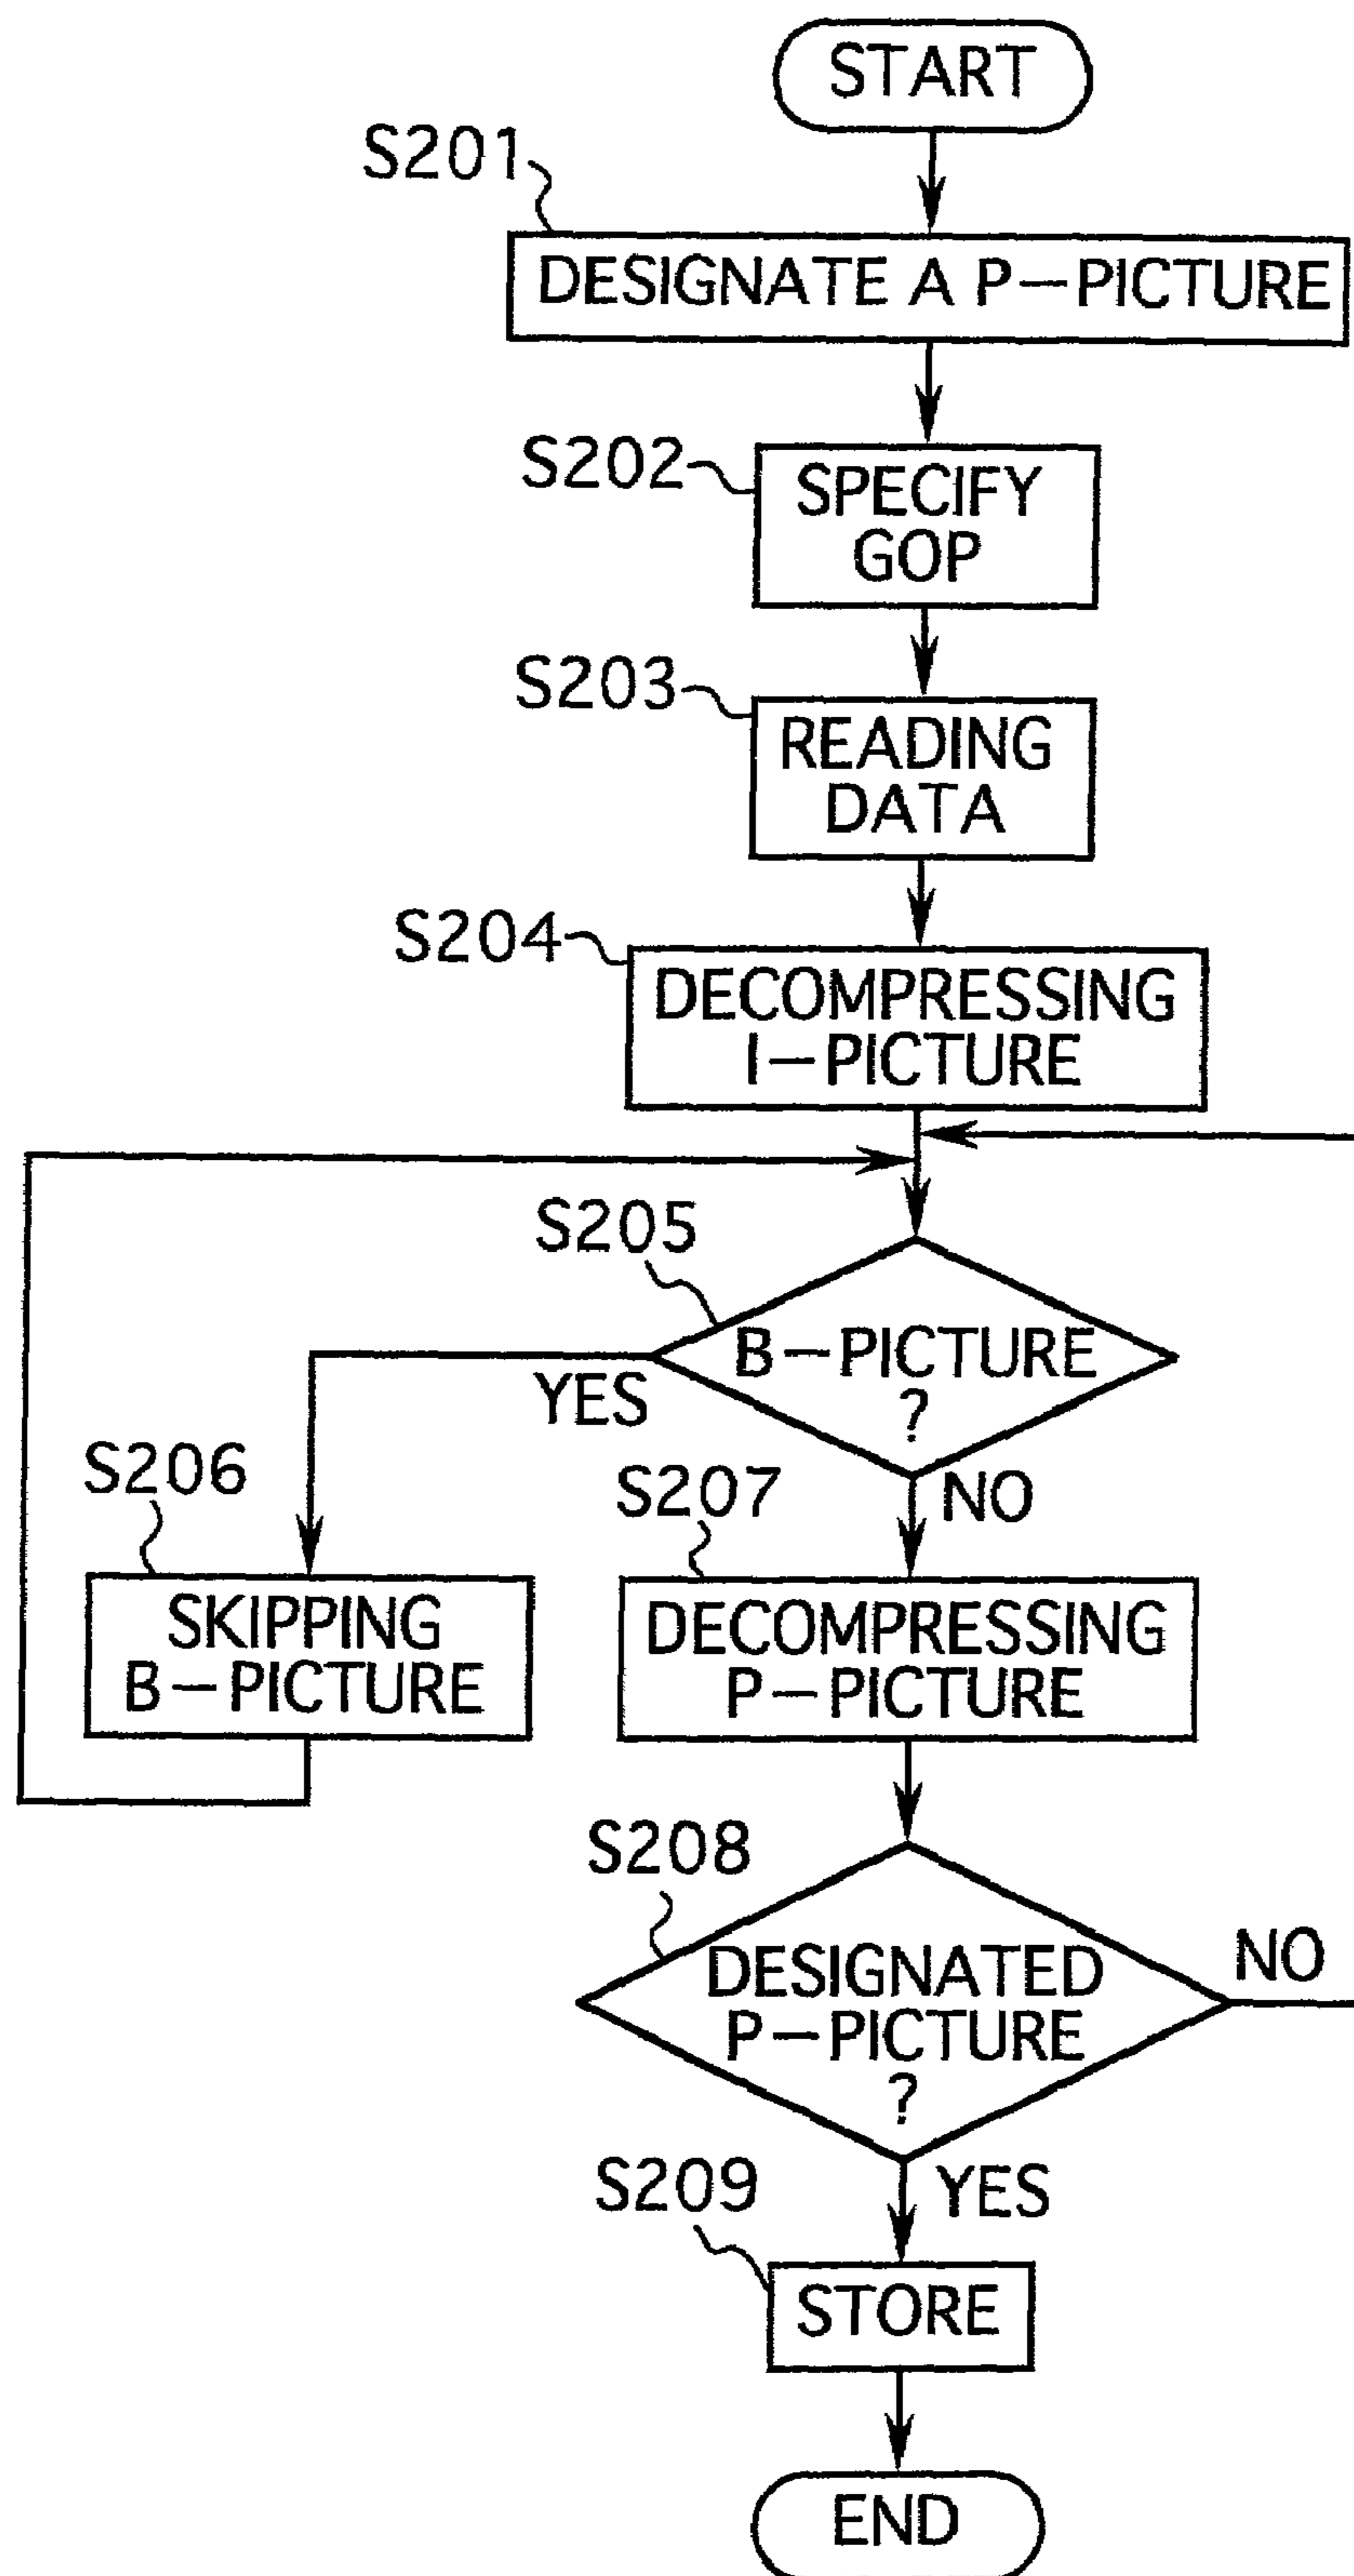 START
S201
DESIGNATE A P-PICTURE
S202
SPECIFY
GOP
S203
READING
DATA
S204
DECOMPRESSING
I-PICTURE
S205
B-PICTURE
?
YES
NO
S206
SKIPPING
B-PICTURE
S207
DECOMPRESSING
P-PICTURE
S208
DESIGNATED
P-PICTURE
?
NO
YES
S209
STORE
END